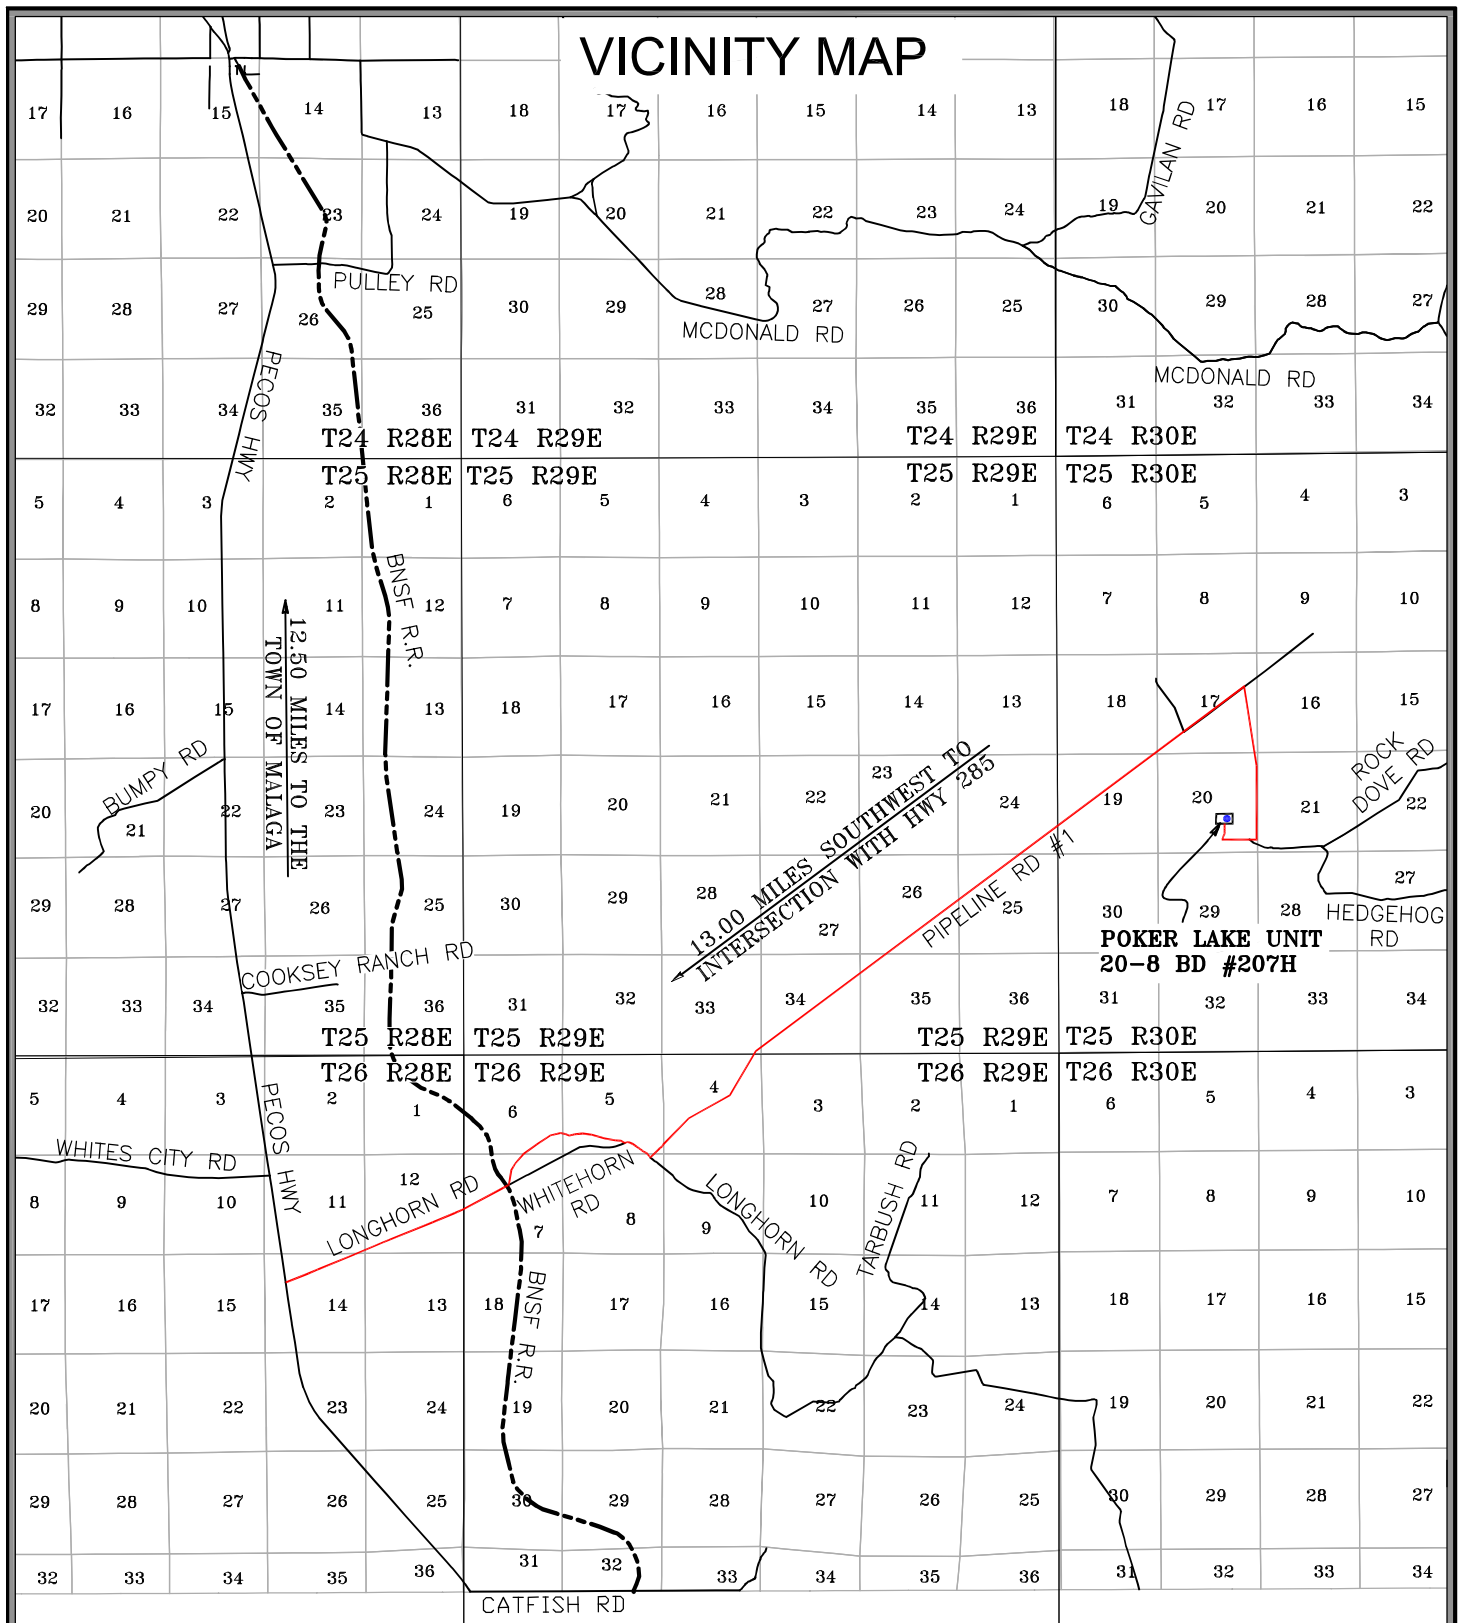 VICINITY MAP
17 16 15 14 13 18 17 16 15 14 13 18 17 16 15
GAVILAN RD
20 21 22 23 24 19 20 21 22 23 24 19 20 21 22
PULLEY RD
29 28 27 26 25 30 29 28 27 26 25 30 29 28 27
MCDONALD RD
MCDONALD RD
PECOS HWY
32 33 34 35 36 31 32 33 34 35 36 31 32 33 34
T24 R28E T24 R29E T24 R29E T24 R30E
T25 R28E T25 R29E T25 R29E T25 R30E
5 4 3 2 1 6 5 4 3 2 1 6 5 4 3
BNSF R.R.
8 9 10 11 12 7 8 9 10 11 12 7 8 9 10
12.50 MILES TO THE
TOWN OF MALAGA
17 16 15 14 13 18 17 16 15 14 13 18 17 16 15
BUMPY RD
ROCK
DOVE RD
13.00 MILES SOUTHWEST TO
INTERSECTION WITH HWY 285
20 21 22 23 24 19 20 21 22 23 24 19 20 21 22
PIPELINE RD #1
29 28 27 26 25 30 29 28 27 26 25 30 29 28 27
HEDGEHOG
RD
POKER LAKE UNIT
20-8 BD #207H
COOKSEY RANCH RD
32 33 34 35 36 31 32 33 34 35 36 31 32 33 34
T25 R28E T25 R29E T25 R29E T25 R30E
T26 R28E T26 R29E T26 R29E T26 R30E
5 4 3 2 1 6 5 4 3 2 1 6 5 4 3
PECOS HWY
WHITES CITY RD
LONGHORN RD
WHITEHORN
RD
LONGHORN RD
TARBUSH RD
8 9 10 11 12 7 8 9 10 11 12 7 8 9 10
BNSF R.R.
17 16 15 14 13 18 17 16 15 14 13 18 17 16 15
20 21 22 23 24 19 20 21 22 23 24 19 20 21 22
29 28 27 26 25 30 29 28 27 26 25 30 29 28 27
32 33 34 35 36 31 32 33 34 35 36 31 32 33 34
CATFISH RD